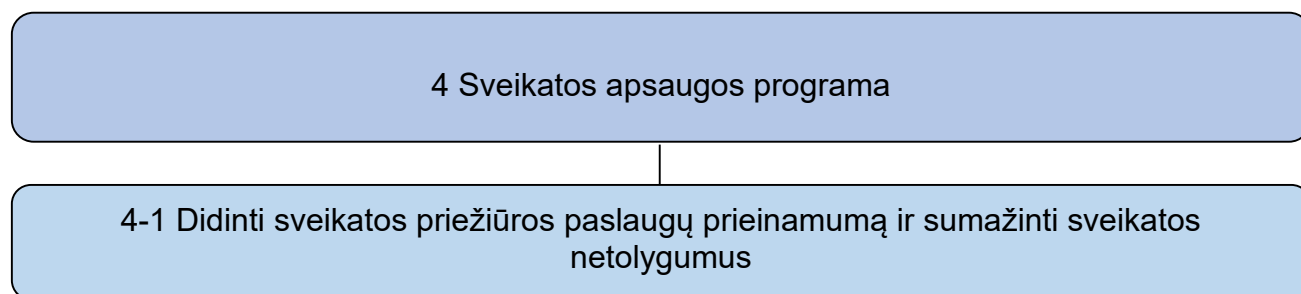 4 Sveikatos apsaugos programa
4-1 Didinti sveikatos priežiūros paslaugų prieinamumą ir sumažinti sveikatos
netolygumus